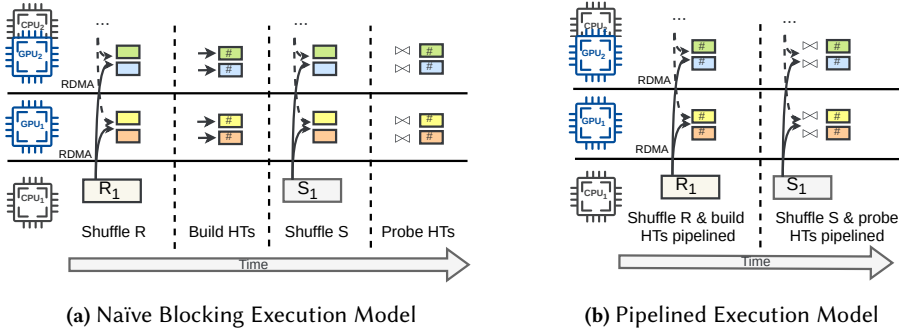 ...
...
CPU2
GPU2
#
#
⋈
#
⋈
#
RDMA
GPU1
#
#
⋈
#
⋈
#
RDMA
CPU1
R1
S1
Shuffle R
Build HTs
Shuffle S
Probe HTs
Time
(a) Naïve Blocking Execution Model
...
...
CPU2
GPU2
#
#
⋈
#
⋈
#
RDMA
GPU1
#
#
⋈
#
⋈
#
RDMA
CPU1
R1
S1
Shuffle R & build
HTs pipelined
Shuffle S & probe
HTs pipelined
Time
(b) Pipelined Execution Model